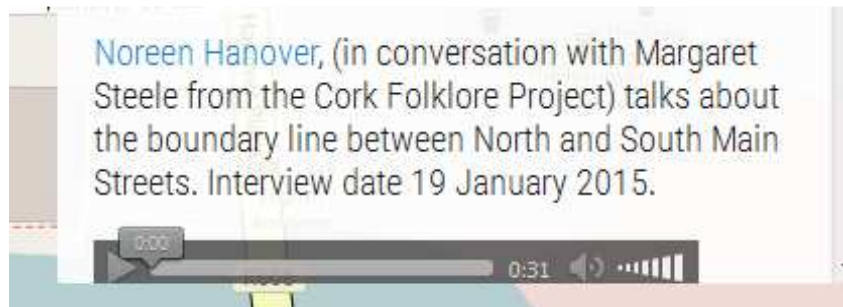 Noreen Hanover, (in conversation with Margaret
Steele from the Cork Folklore Project) talks about
the boundary line between North and South Main
Streets. Interview date 19 January 2015.
0:00
0:31